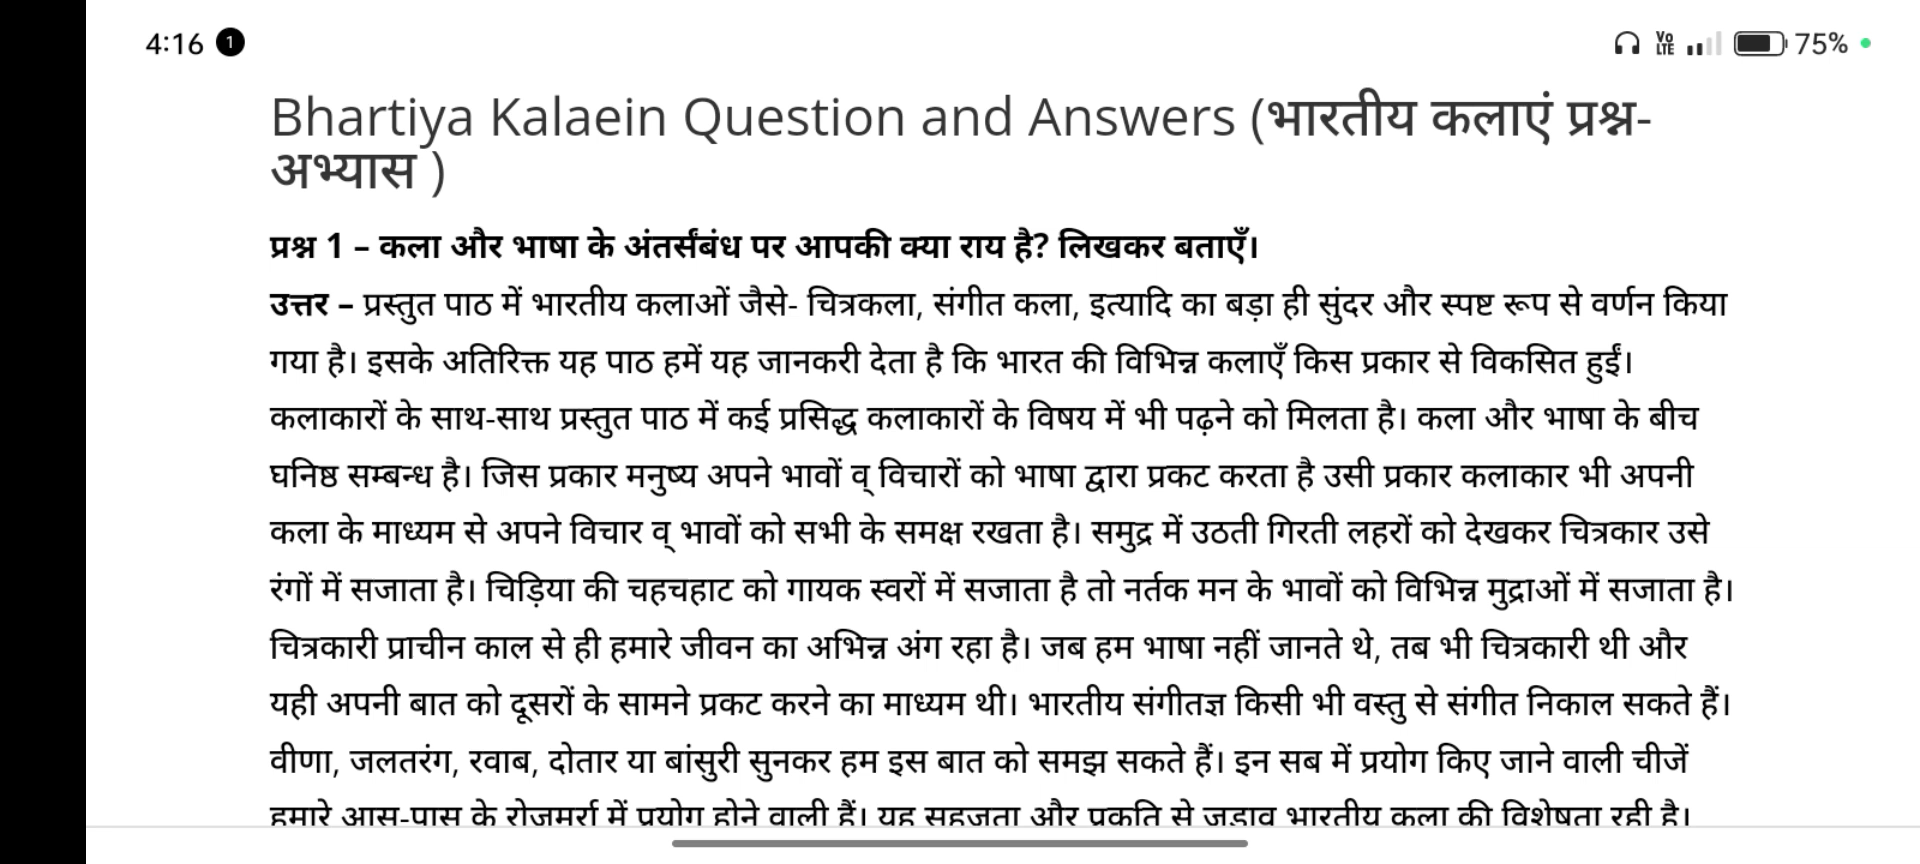 4:16 1 Vo LTE 75%
Bhartiya Kalaein Question and Answers (भारतीय कलाएं प्रश्न-
अभ्यास )
प्रश्न 1 – कला और भाषा के अंतर्संबंध पर आपकी क्या राय है? लिखकर बताएँ।
उत्तर – प्रस्तुत पाठ में भारतीय कलाओं जैसे- चित्रकला, संगीत कला, इत्यादि का बड़ा ही सुंदर और स्पष्ट रूप से वर्णन किया
गया है। इसके अतिरिक्त यह पाठ हमें यह जानकरी देता है कि भारत की विभिन्न कलाएँ किस प्रकार से विकसित हुईं।
कलाकारों के साथ-साथ प्रस्तुत पाठ में कई प्रसिद्ध कलाकारों के विषय में भी पढ़ने को मिलता है। कला और भाषा के बीच
घनिष्ठ सम्बन्ध है। जिस प्रकार मनुष्य अपने भावों व् विचारों को भाषा द्वारा प्रकट करता है उसी प्रकार कलाकार भी अपनी
कला के माध्यम से अपने विचार व् भावों को सभी के समक्ष रखता है। समुद्र में उठती गिरती लहरों को देखकर चित्रकार उसे
रंगों में सजाता है। चिड़िया की चहचहाट को गायक स्वरों में सजाता है तो नर्तक मन के भावों को विभिन्न मुद्राओं में सजाता है।
चित्रकारी प्राचीन काल से ही हमारे जीवन का अभिन्न अंग रहा है। जब हम भाषा नहीं जानते थे, तब भी चित्रकारी थी और
यही अपनी बात को दूसरों के सामने प्रकट करने का माध्यम थी। भारतीय संगीतज्ञ किसी भी वस्तु से संगीत निकाल सकते हैं।
वीणा, जलतरंग, रवाब, दोतार या बांसुरी सुनकर हम इस बात को समझ सकते हैं। इन सब में प्रयोग किए जाने वाली चीजें
हमारे आस-पास के रोजमर्रा में प्रयोग होने वाली हैं। यह सहजता और प्रकृति से जुड़ाव भारतीय कला की विशेषता रही है।